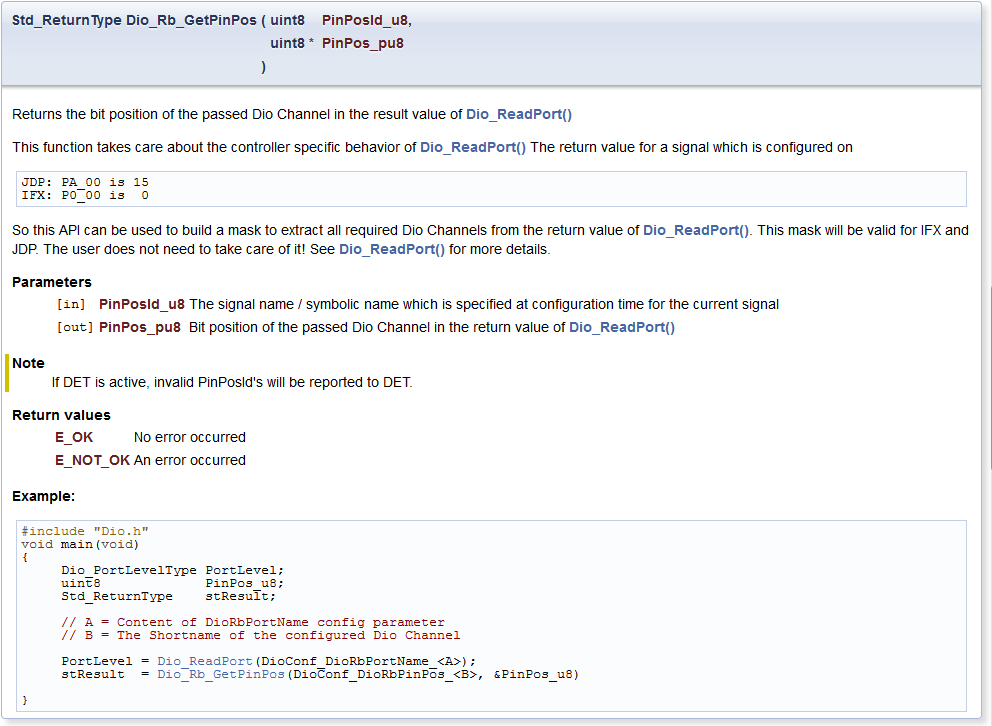 Std_ReturnType Dio_Rb_GetPinPos ( uint8 PinPosId_u8,
uint8 * PinPos_pu8
)
Returns the bit position of the passed Dio Channel in the result value of Dio_ReadPort()
This function takes care about the controller specific behavior of Dio_ReadPort() The return value for a signal which is configured on
JDP: PA_00 is 15
IFX: P0_00 is  0
So this API can be used to build a mask to extract all required Dio Channels from the return value of Dio_ReadPort(). This mask will be valid for IFX and
JDP. The user does not need to take care of it! See Dio_ReadPort() for more details.
Parameters
[in] PinPosId_u8 The signal name / symbolic name which is specified at configuration time for the current signal
[out] PinPos_pu8 Bit position of the passed Dio Channel in the return value of Dio_ReadPort()
Note
If DET is active, invalid PinPosId's will be reported to DET.
Return values
E_OK No error occurred
E_NOT_OK An error occurred
Example:
#include "Dio.h"
void main(void)
{
     Dio_PortLevelType PortLevel;
     uint8             PinPos_u8;
     Std_ReturnType    stResult;
     // A = Content of DioRbPortName config parameter
     // B = The Shortname of the configured Dio Channel
     PortLevel = Dio_ReadPort(DioConf_DioRbPortName_<A>);
     stResult  = Dio_Rb_GetPinPos(DioConf_DioRbPinPos_<B>, &PinPos_u8)
}